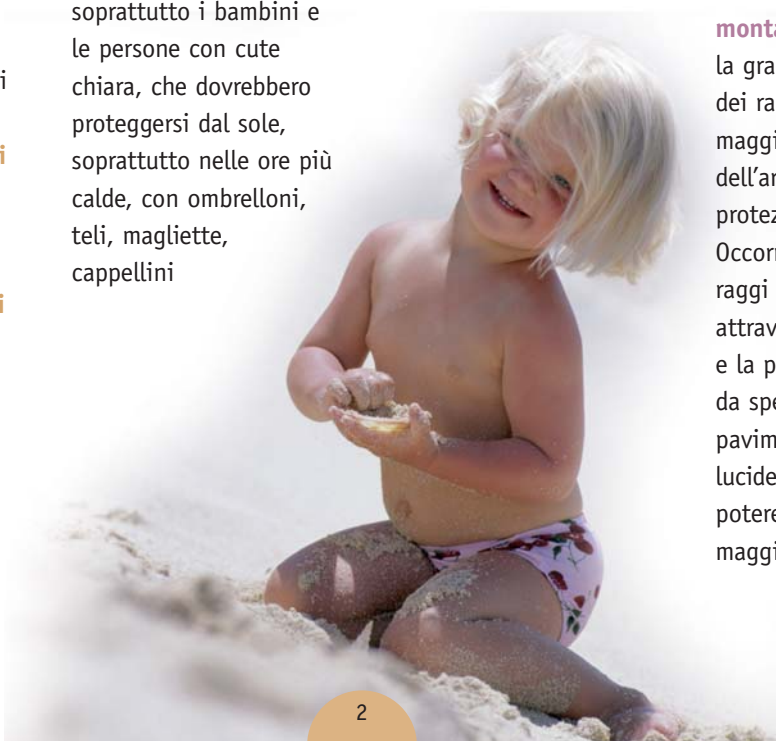 i
i
i
soprattutto i bambini e
le persone con cute
chiara, che dovrebbero
proteggersi dal sole,
soprattutto nelle ore più
calde, con ombrelloni,
teli, magliette,
cappellini
monta
la gra
dei ra
maggi
dell'ar
protez
Occorr
raggi
attrav
e la p
da spe
pavim
lucide
potere
maggi
2